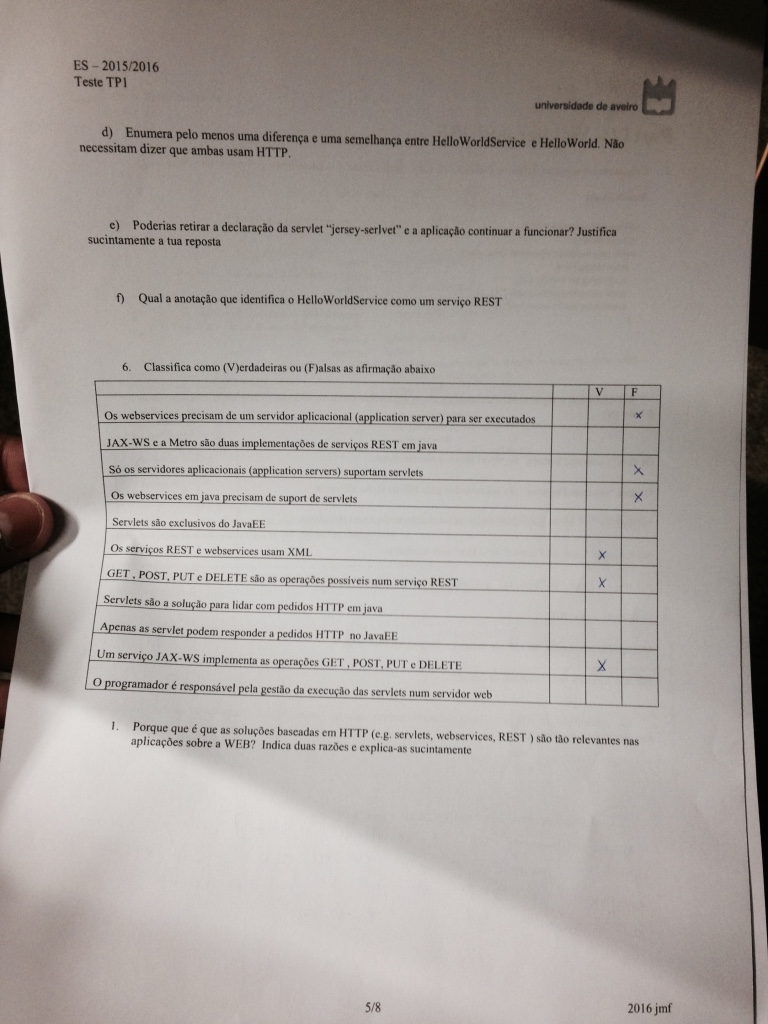 ES – 2015/2016
Teste TP1
universidade de aveiro
d) Enumera pelo menos uma diferença e uma semelhança entre HelloWorldService e HelloWorld. Não
necessitam dizer que ambas usam HTTP.
e) Poderias retirar a declaração da servlet "jersey-serlvet" e a aplicação continuar a funcionar? Justifica
sucintamente a tua reposta
f) Qual a anotação que identifica o HelloWorldService como um serviço REST
6. Classifica como (V)erdadeiras ou (F)alsas as afirmação abaixo
V F
Os webservices precisam de um servidor aplicacional (application server) para ser executados X
JAX-WS e a Metro são duas implementações de serviços REST em java
Só os servidores aplicacionais (application servers) suportam servlets X
Os webservices em java precisam de suport de servlets X
Servlets são exclusivos do JavaEE
Os serviços REST e webservices usam XML X
GET , POST, PUT e DELETE são as operações possíveis num serviço REST X
Servlets são a solução para lidar com pedidos HTTP em java
Apenas as servlet podem responder a pedidos HTTP no JavaEE
Um serviço JAX-WS implementa as operações GET , POST, PUT e DELETE X
O programador é responsável pela gestão da execução das servlets num servidor web
1. Porque que é que as soluções baseadas em HTTP (e.g. servlets, webservices, REST ) são tão relevantes nas
aplicações sobre a WEB? Indica duas razões e explica-as sucintamente
5/8
2016 jmf